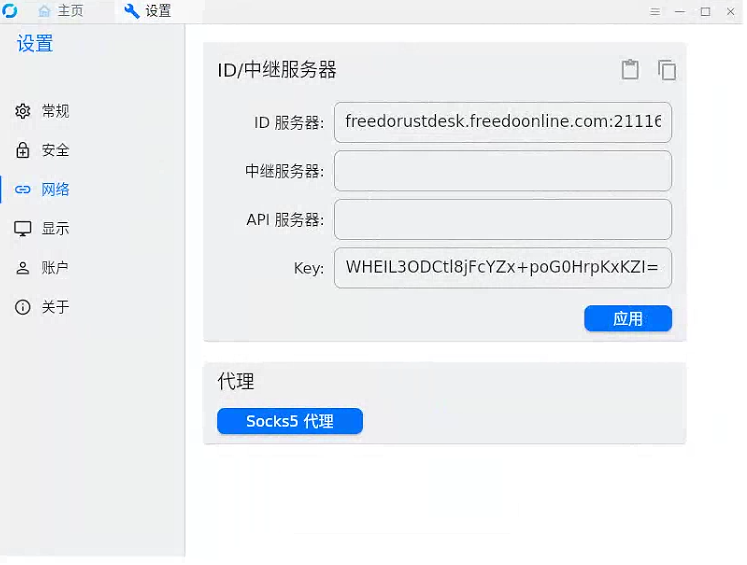 主页
设置
设置
常规
安全
网络
显示
账户
关于
ID/中继服务器
ID 服务器:
freedorustdesk.freedoonline.com:21116
中继服务器:
API 服务器:
Key:
WHEIL3ODCtl8jFcYZx+poG0HrpKxKZI=
应用
代理
Socks5 代理